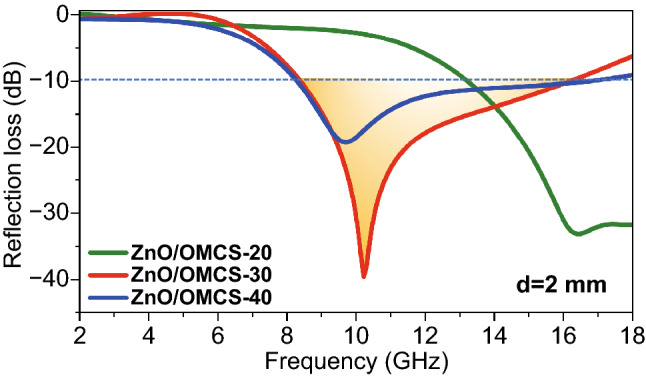 0
−10
−20
−30
−40
Reflection loss (dB)
ZnO/OMCS-20
ZnO/OMCS-30
ZnO/OMCS-40
d=2 mm
2 4 6 8 10 12 14 16 18
Frequency (GHz)